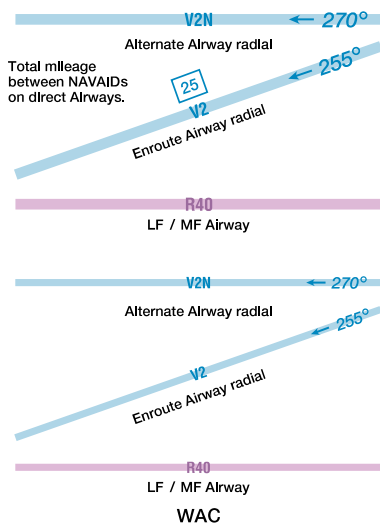 V2N ← 270°
Alternate Airway radial
Total mileage
between NAVAIDs
on direct Airways.
← 255°
25
V2
Enroute Airway radial
R40
LF / MF Airway
V2N ← 270°
Alternate Airway radial
← 255°
V2
Enroute Airway radial
R40
LF / MF Airway
WAC